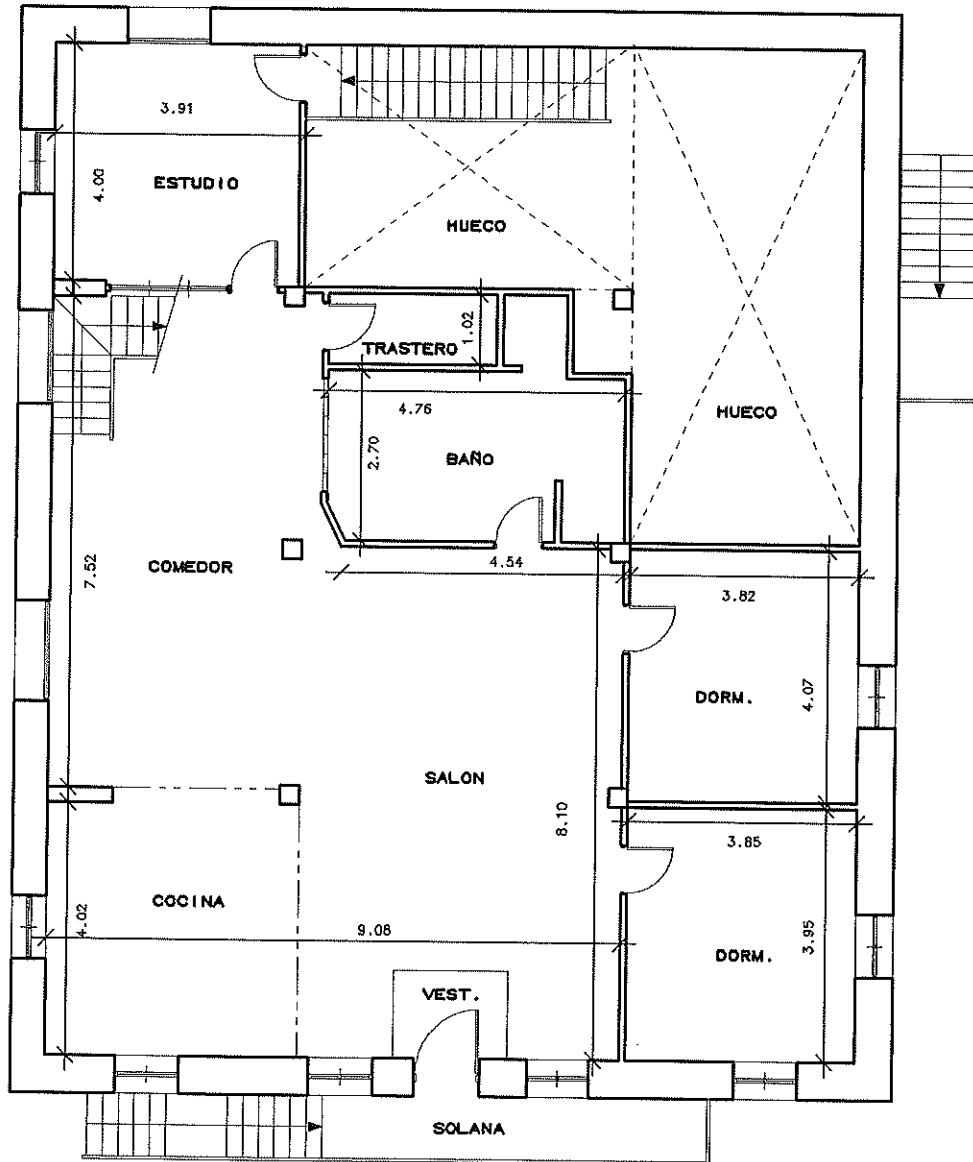 3.91
4.00
ESTUDIO
HUECO
1.02
TRASTERO
4.76
HUECO
2.70
BAÑO
4.54
COMEDOR
7.52
3.82
4.07
DORM.
SALON
8.10
3.85
COCINA
4.02
9.08
3.95
DORM.
VEST.
SOLANA